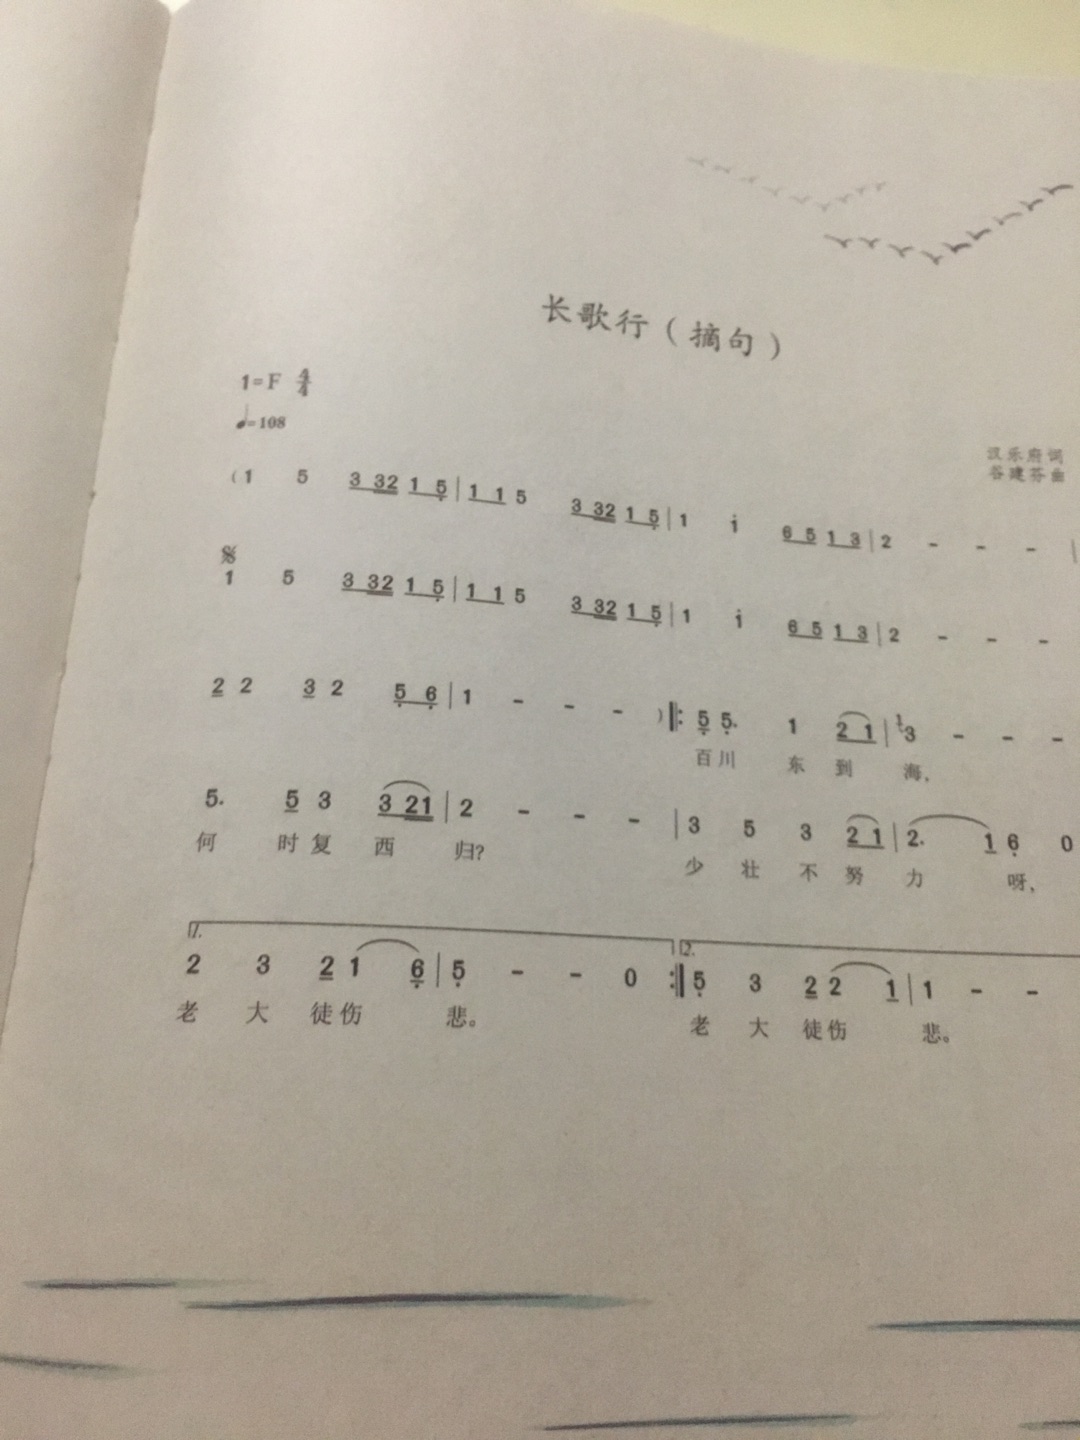 长歌行（摘句）
1=F 4/4
♩=108
汉乐府词
谷建芬曲
(1 5 3 32 1 5 | 1 1 5 3 32 1 5 | 1 i 6 5 1 3 | 2 - - - |
1 5 3 32 1 5 | 1 1 5 3 32 1 5 | 1 i 6 5 1 3 | 2 - - -
2 2 3 2 5 6 | 1 - - - ) ‖: 5 5. 1 2 1 | 1 3 - - -
百川 东 到 海，
5. 5 3 3 21 | 2 - - - | 3 5 3 2 1 | 2. 1 6 0
何 时复 西 归? 少 壮 不 努 力 呀，
1. 2.
2 3 2 1 6 | 5 - - 0 :‖ 5 3 2 2 1 | 1 - -
老 大 徒伤 悲。 老 大 徒伤 悲。